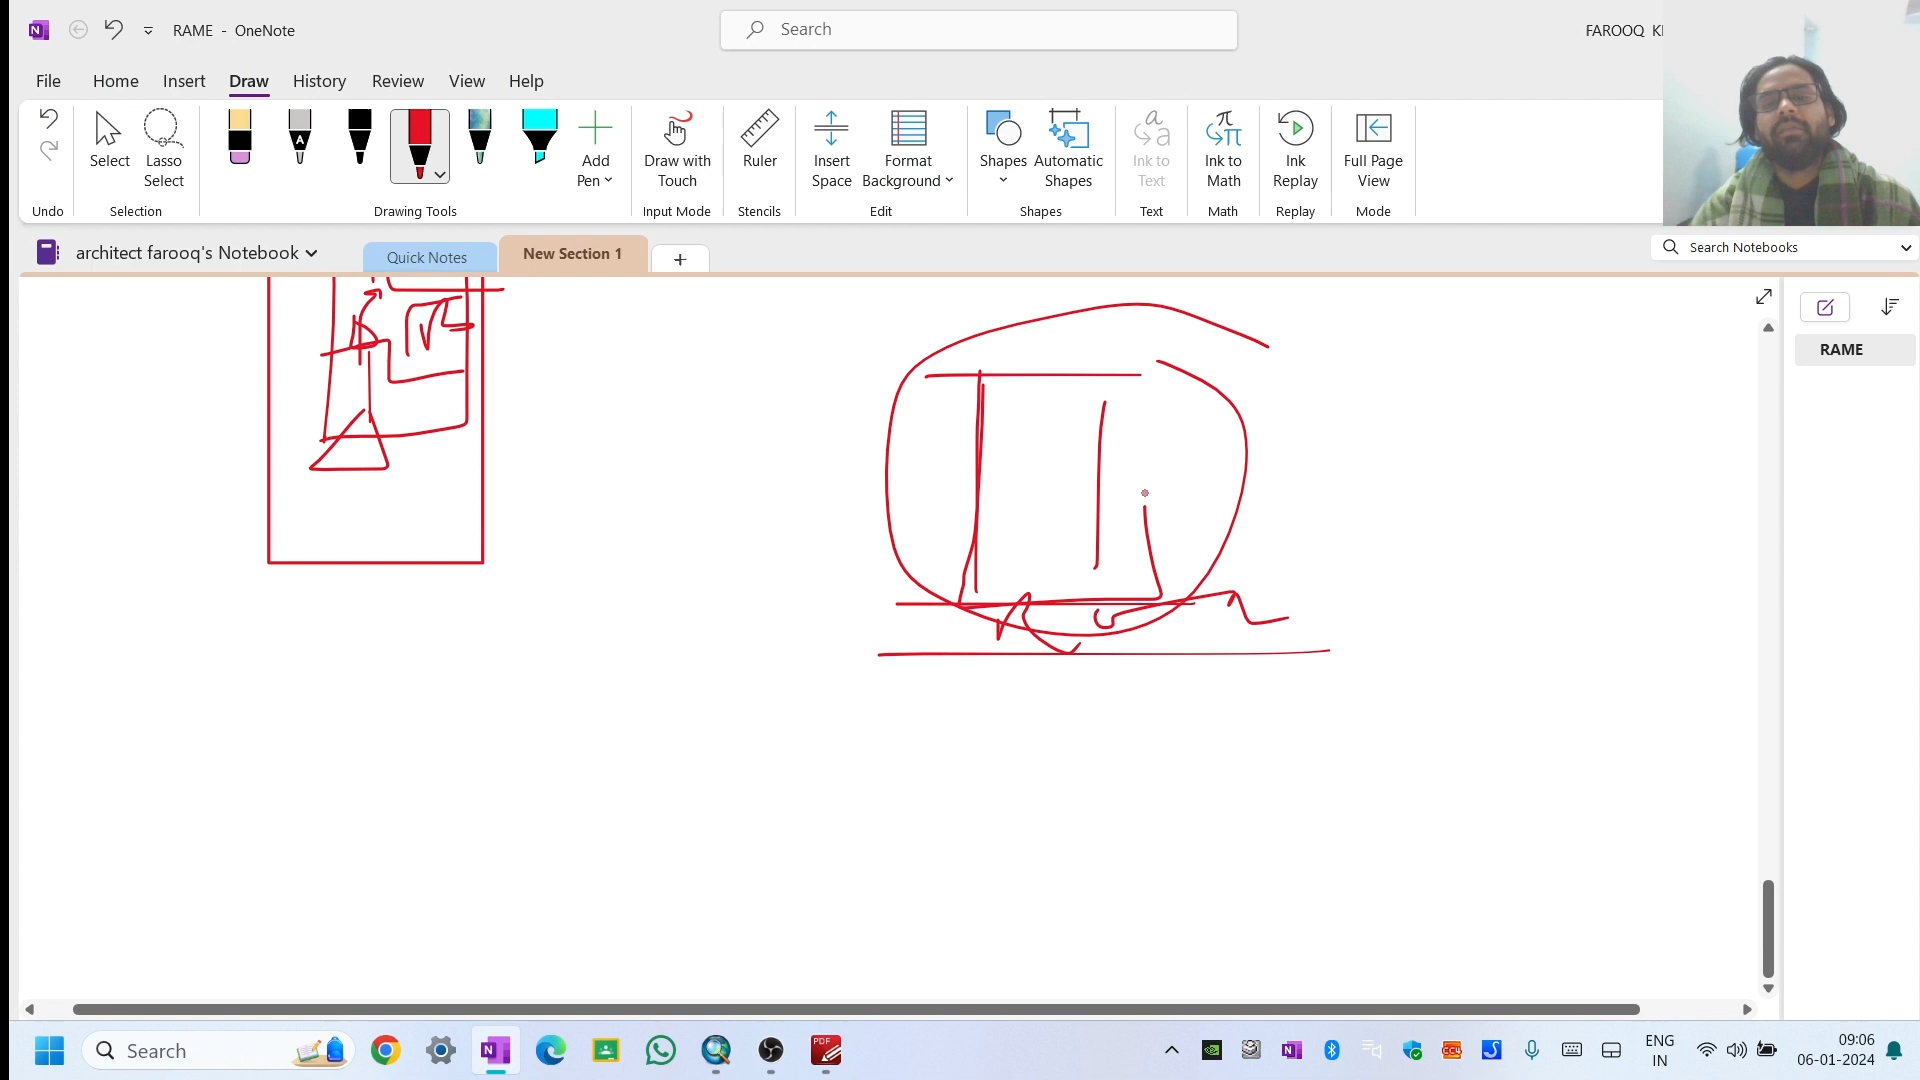 RAME - OneNote
Search
FAROOQ
File Home Insert Draw History Review View Help
Select
Lasso Select
A
Add Pen
Draw with Touch
Ruler
Insert Space
Format Background
Shapes
Automatic Shapes
Ink to Text
Ink to Math
Ink Replay
Full Page View
Undo Selection Drawing Tools Input Mode Stencils Edit Shapes Text Math Replay Mode
architect farooq's Notebook
Quick Notes
New Section 1
+
Search Notebooks
RAME
Search
PDF
ENG
IN
09:06
06-01-2024